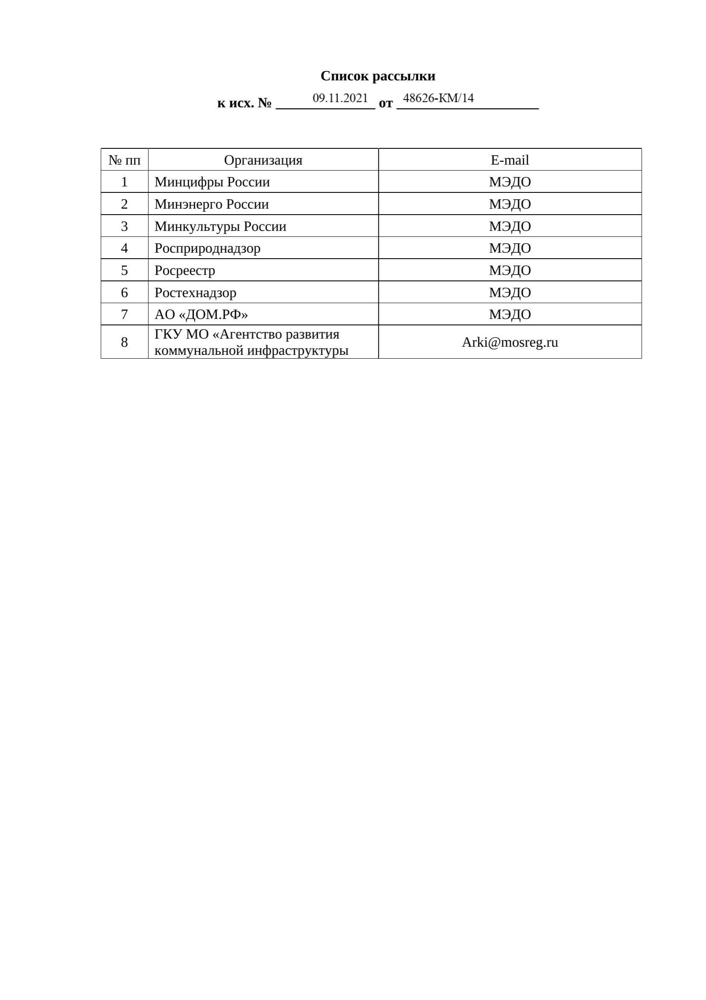 Список рассылки
к исх. № 09.11.2021 от 48626-КМ/14
№ пп Организация E-mail
1 Минцифры России МЭДО
2 Минэнерго России МЭДО
3 Минкультуры России МЭДО
4 Росприроднадзор МЭДО
5 Росреестр МЭДО
6 Ростехнадзор МЭДО
7 АО «ДОМ.РФ» МЭДО
8 ГКУ МО «Агентство развития
коммунальной инфраструктуры Arki@mosreg.ru